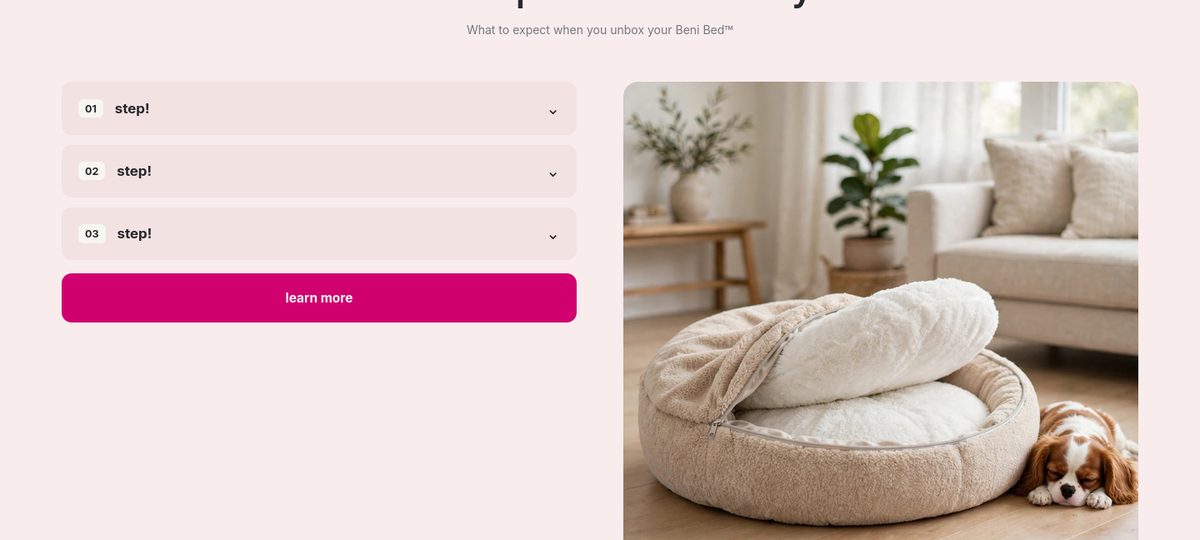 What to expect when you unbox your Beni Bed™
01 step!
02 step!
03 step!
learn more